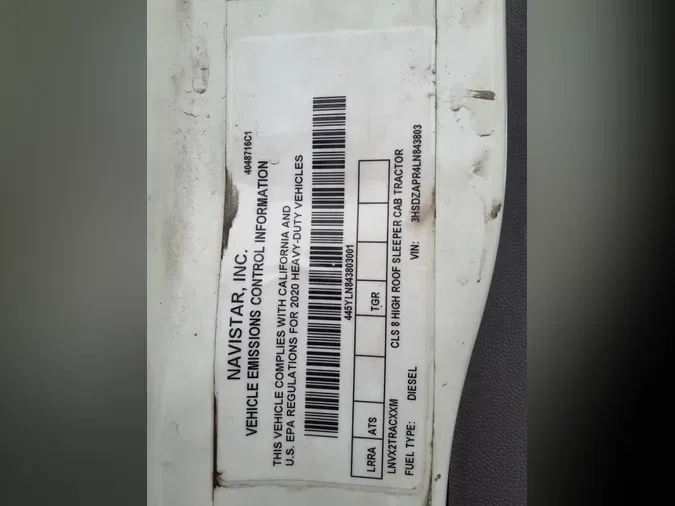 4048716C1
NAVISTAR, INC.
VEHICLE EMISSIONS CONTROL INFORMATION
THIS VEHICLE COMPLIES WITH CALIFORNIA AND
U.S. EPA REGULATIONS FOR 2020 HEAVY-DUTY VEHICLES
445YLN843803001
LRRA ATS TGR
LNVX2TRACXXM CLS 8 HIGH ROOF SLEEPER CAB TRACTOR
FUEL TYPE: DIESEL VIN: 3HSDZAPR4LN843803